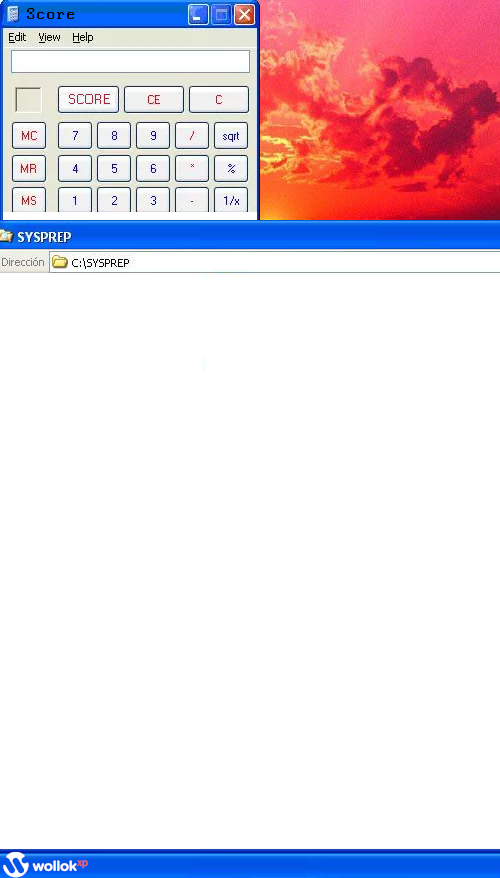 3core
Edit View Help
SCORE CE C
MC 7 8 9 / sqrt
MR 4 5 6 * %
MS 1 2 3 - 1/x
SYSPREP
Dirección C:\SYSPREP
wollok xp